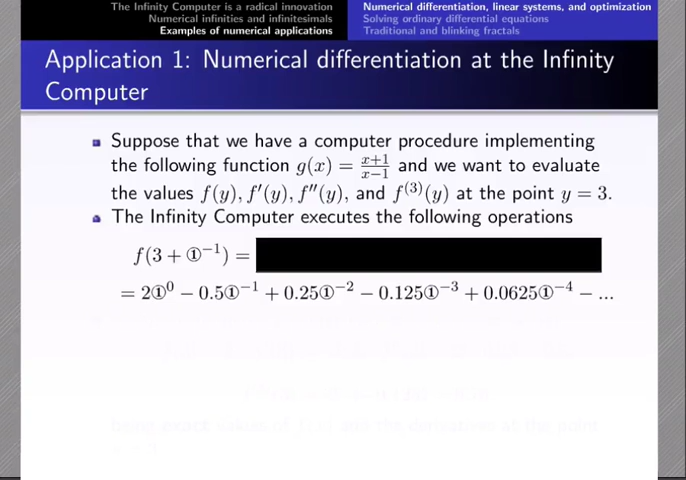 The Infinity Computer is a radical innovation
Numerical infinities and infinitesimals
Examples of numerical applications
Numerical differentiation, linear systems, and optimization
Solving ordinary differential equations
Traditional and blinking fractals
Application 1: Numerical differentiation at the Infinity
Computer
Suppose that we have a computer procedure implementing
the following function g(x) = \frac{x+1}{x−1} and we want to evaluate
the values f(y), f′(y), f″(y), and f⁽³⁾(y) at the point y = 3.
The Infinity Computer executes the following operations
f(3 + ①⁻¹) =
= 2①⁰ − 0.5①⁻¹ + 0.25①⁻² − 0.125①⁻³ + 0.0625①⁻⁴ − ...